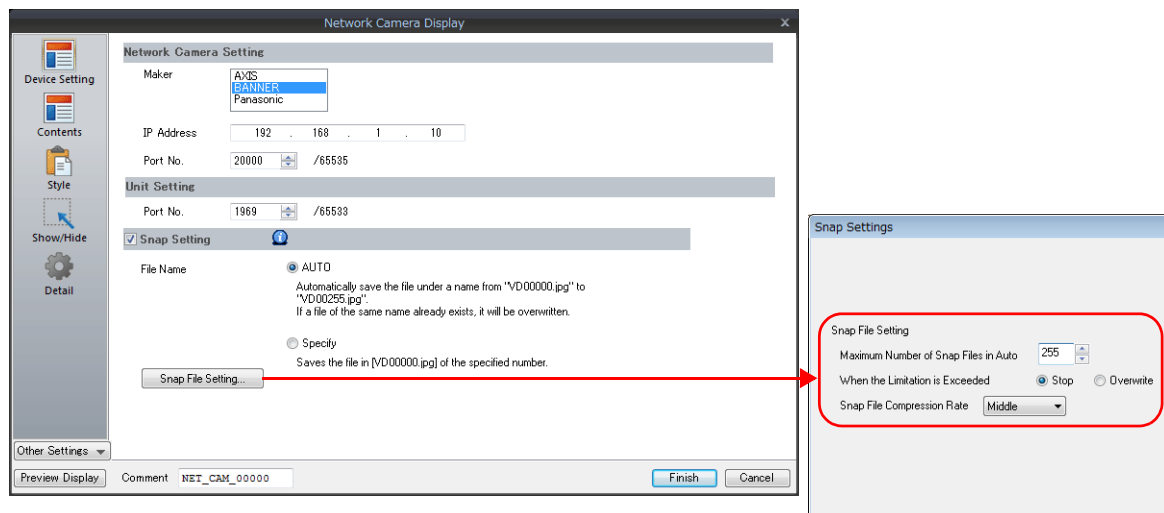 Network Camera Display
x
Device Setting
Contents
Style
Show/Hide
Detail
Other Settings
Network Camera Setting
Maker
AXIS
BANNER
Panasonic
IP Address 192 . 168 . 1 . 10
Port No. 20000 /65535
Unit Setting
Port No. 1969 /65533
Snap Setting
File Name
AUTO
Automatically save the file under a name from "VD00000.jpg" to
"VD00255.jpg".
If a file of the same name already exists, it will be overwritten.
Specify
Saves the file in [VD00000.jpg] of the specified number.
Snap File Setting...
Preview Display
Comment NET_CAM_00000
Finish
Cancel
Snap Settings
Snap File Setting
Maximum Number of Snap Files in Auto 255
When the Limitation is Exceeded Stop Overwrite
Snap File Compression Rate Middle